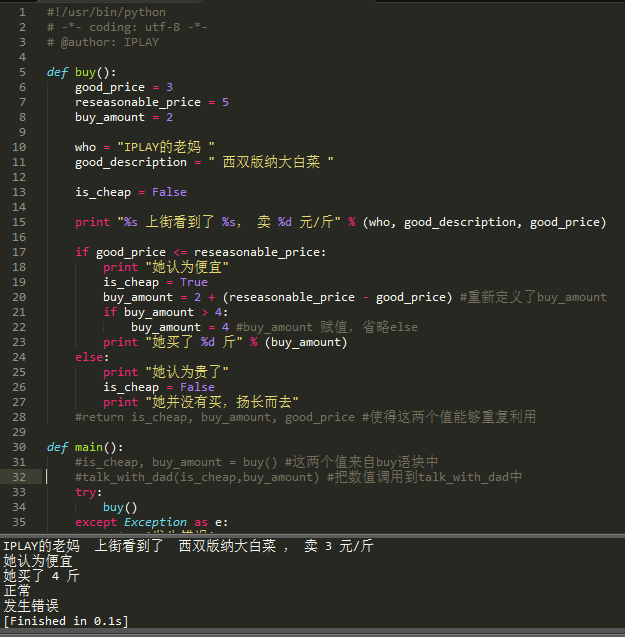 1 #!/usr/bin/python
2 # -*- coding: utf-8 -*-
3 # @author: IPLAY
4
5 def buy():
6 good_price = 3
7 reseasonable_price = 5
8 buy_amount = 2
9
10 who = "IPLAY的老妈 "
11 good_description = " 西双版纳大白菜 "
12
13 is_cheap = False
14
15 print "%s 上街看到了 %s， 卖 %d 元/斤" % (who, good_description, good_price)
16
17 if good_price <= reseasonable_price:
18 print "她认为便宜"
19 is_cheap = True
20 buy_amount = 2 + (reseasonable_price - good_price) #重新定义了buy_amount
21 if buy_amount > 4:
22 buy_amount = 4 #buy_amount 赋值，省略else
23 print "她买了 %d 斤" % (buy_amount)
24 else:
25 print "她认为贵了"
26 is_cheap = False
27 print "她并没有买，扬长而去"
28 #return is_cheap, buy_amount, good_price #使得这两个值能够重复利用
29
30 def main():
31 #is_cheap, buy_amount = buy() #这两个值来自buy语块中
32 #talk_with_dad(is_cheap,buy_amount) #把数值调用到talk_with_dad中
33 try:
34 buy()
35 except Exception as e:
IPLAY的老妈  上街看到了  西双版纳大白菜 ， 卖 3 元/斤
她认为便宜
她买了 4 斤
正常
发生错误
[Finished in 0.1s]